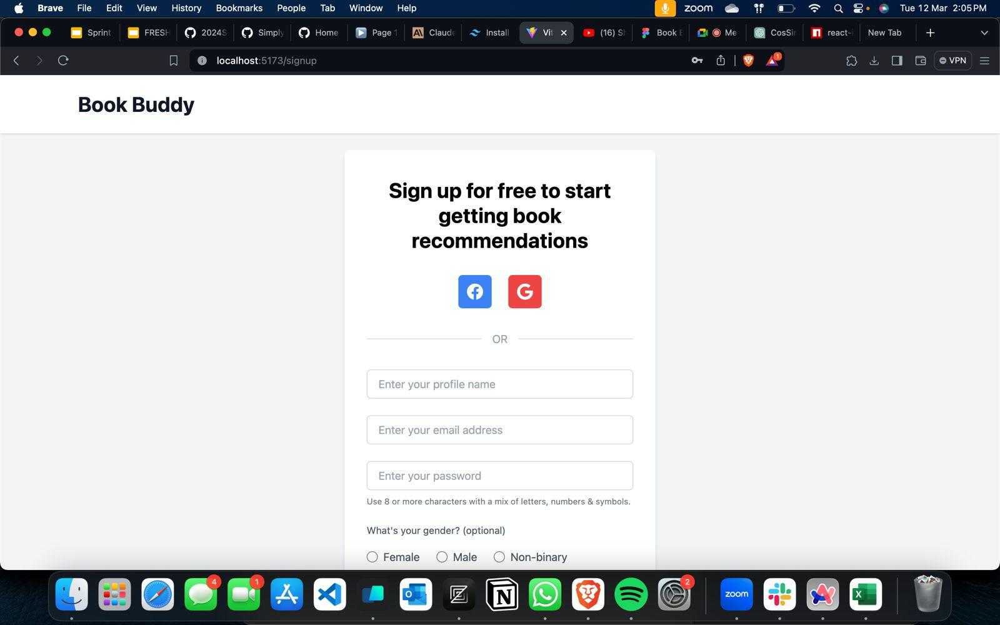 Brave File Edit View History Bookmarks People Tab Window Help zoom Tue 12 Mar 2:05 PM
Sprint FRESH 2024S Simply Home Page 1 Claude Install Vit (16) S Book B Me CosSim react- New Tab
localhost:5173/signup 1 VPN
Book Buddy
Sign up for free to start
getting book
recommendations
OR
Enter your profile name
Enter your email address
Enter your password
Use 8 or more characters with a mix of letters, numbers & symbols.
What's your gender? (optional)
Female Male Non-binary
4 1 2
zoom